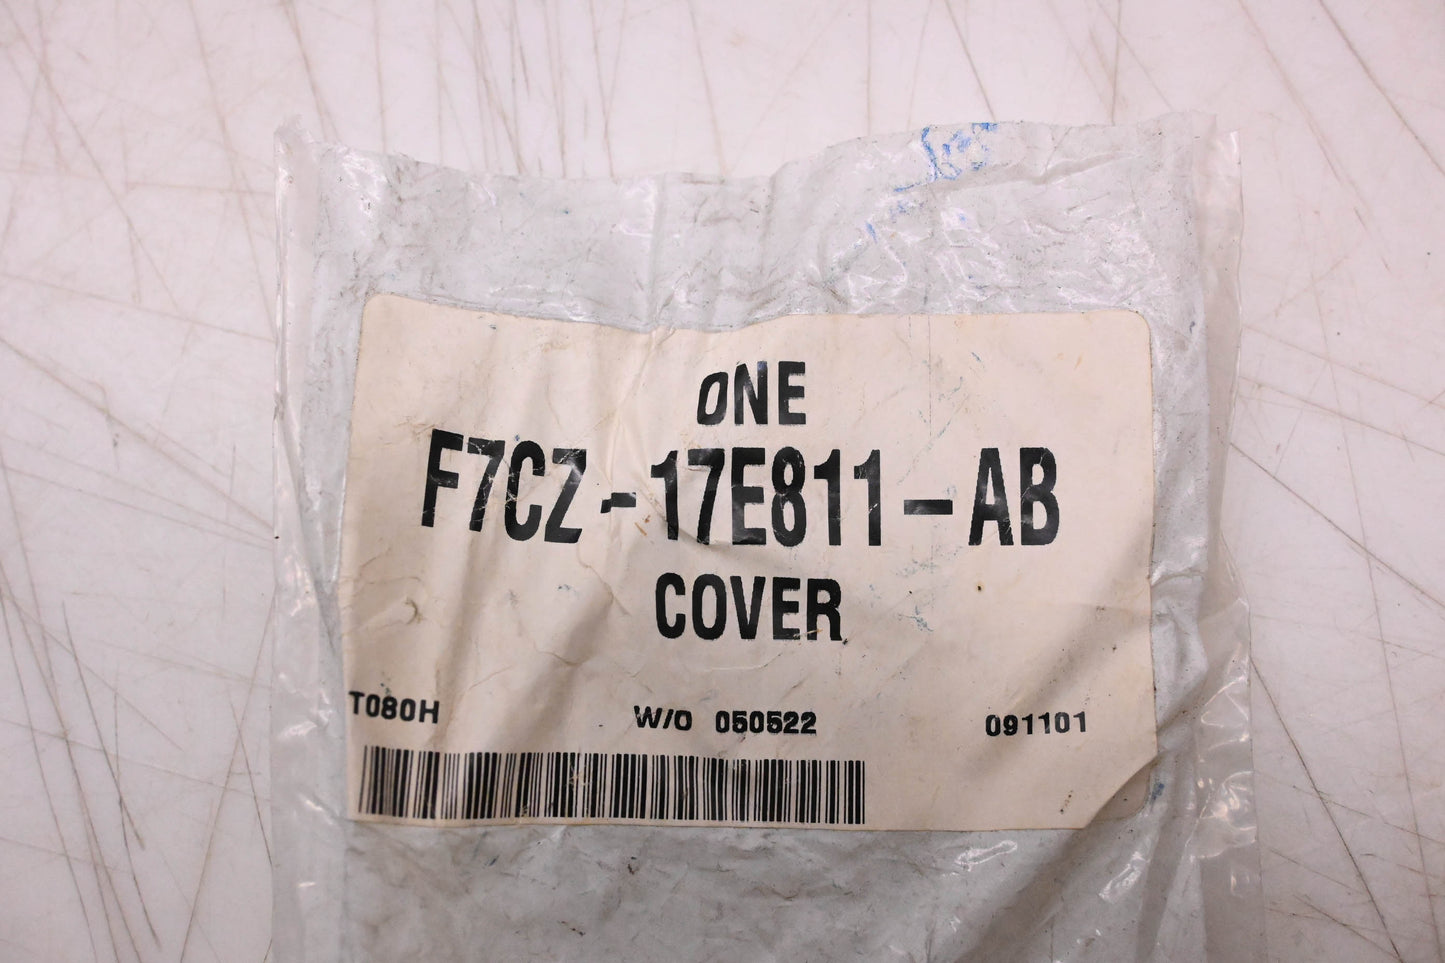 ONE
F7CZ-17E811-AB
COVER
T080H W/O 050522 091101